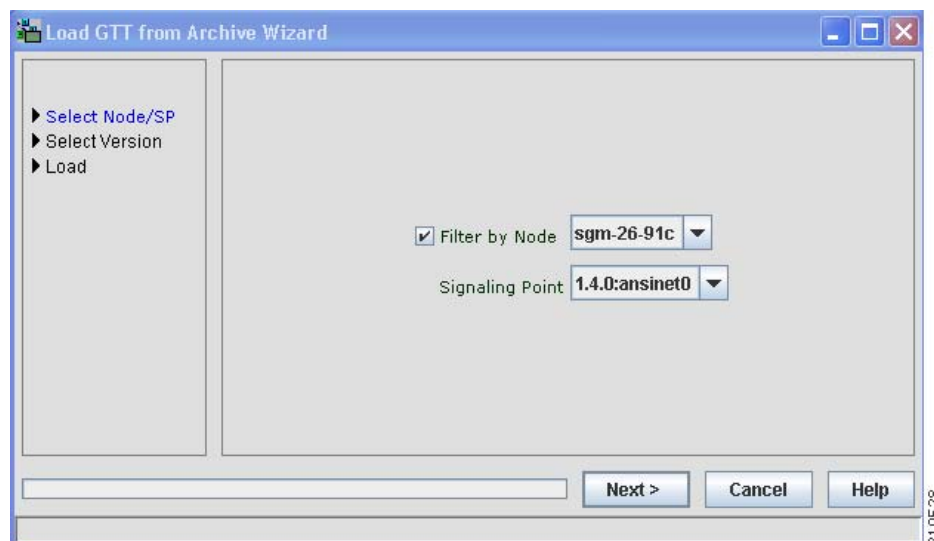 Load GTT from Archive Wizard
Select Node/SP
Select Version
Load
Filter by Node sgm-26-91c
Signaling Point 1.4.0:ansinet0
Next > Cancel Help